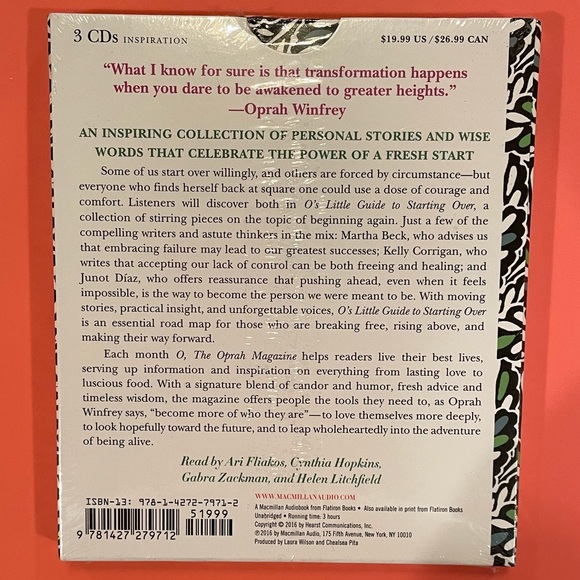 3 CDs INSPIRATION $19.99 US/$26.99 CAN
“What I know for sure is that transformation happens
when you dare to be awakened to greater heights.”
—Oprah Winfrey
AN INSPIRING COLLECTION OF PERSONAL STORIES AND WISE
WORDS THAT CELEBRATE THE POWER OF A FRESH START
Some of us start over willingly, and others are forced by circumstance—but
everyone who finds herself back at square one could use a dose of courage and
comfort. Listeners will discover both in O’s Little Guide to Starting Over, a
collection of stirring pieces on the topic of beginning again. Just a few of the
compelling writers and astute thinkers in the mix: Martha Beck, who advises us
that embracing failure may lead to our greatest successes; Kelly Corrigan, who
writes that accepting our lack of control can be both freeing and healing; and
Junot Díaz, who offers reassurance that pushing ahead, even when it feels
impossible, is the way to become the person we were meant to be. With moving
stories, practical insight, and unforgettable voices, O’s Little Guide to Starting Over
is an essential road map for those who are breaking free, rising above, and
making their way forward.
Each month O, The Oprah Magazine helps readers live their best lives,
serving up information and inspiration on everything from lasting love to
luscious food. With a signature blend of candor and humor, fresh advice and
timeless wisdom, the magazine offers people the tools they need to, as Oprah
Winfrey says, “become more of who they are”—to love themselves more deeply,
to look hopefully toward the future, and to leap wholeheartedly into the adventure
of being alive.
Read by Ari Fliakos, Cynthia Hopkins,
Gabra Zackman, and Helen Litchfield
ISBN-13: 978-1-4272-7971-2
51999
9 781427 279712
WWW.MACMILLANAUDIO.COM
A Macmillan Audiobook from Flatiron Books • Also available in print from Flatiron Books
Unabridged • Running time: 3 hours
Copyright © 2016 by Hearst Communications, Inc.
℗ 2016 by Macmillan Audio, 175 Fifth Avenue, New York, NY 10010
Produced by Laura Wilson and Chealsea Pita